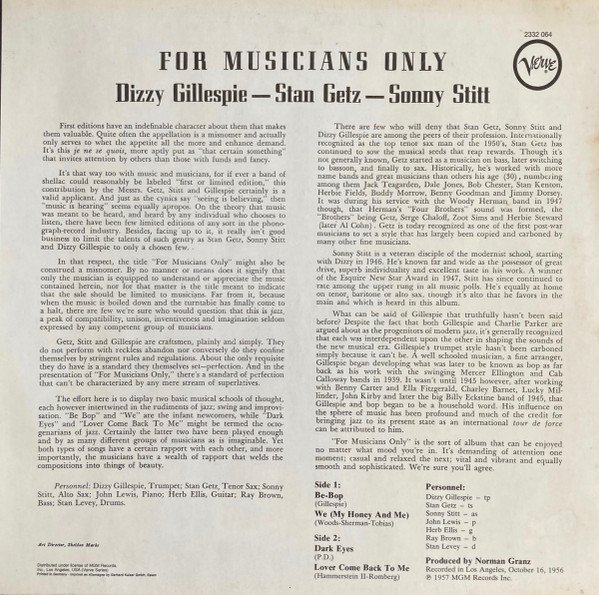 2332 064
Verve
FOR MUSICIANS ONLY
Dizzy Gillespie — Stan Getz — Sonny Stitt
First editions have an indefinable character about them that makes
them valuable. Quite often the appellation is a misnomer and actually
only serves to whet the appetite all the more and enhance demand.
It's this je ne se quois, more aptly put as "that certain something"
that invites attention by others than those with funds and fancy.
It's that way too with music and musicians, for if ever a band of
shellac could reasonably be labeled "first or limited edition," this
contribution by the Messrs. Getz, Stitt and Gillespie certainly is a
valid applicant. And just as the cynics say "seeing is believing," then
"music is hearing" seems equally apropos. On the theory that music
was meant to be heard, and heard by any individual who chooses to
listen, there have been few limited editions of any sort in the phono-
graph-record industry. Besides, facing up to it, it really isn't good
business to limit the talents of such gentry as Stan Getz, Sonny Stitt
and Dizzy Gillespie to only a chosen few.
In that respect, the title "For Musicians Only" might also be
construed a misnomer. By no manner or means does it signify that
only the musician is equipped to understand or appreciate the music
contained herein, nor for that matter is the title meant to indicate
that the sale should be limited to musicians. Far from it, because
when the music is boiled down and the turntable has finally come to
a halt, there are few we're sure who would question that this is jazz,
a peak of compatibility, unison, inventiveness and imagination seldom
expressed by any competent group of musicians.
Getz, Stitt and Gillespie are craftsmen, plainly and simply. They
do not perform with reckless abandon nor conversely do they confine
themselves by stringent rules and regulations. About the only requisite
they do have is a standard they themselves set—perfection. And in the
presentation of "For Musicians Only," there's a standard of perfection
that can't be characterized by any mere stream of superlatives.
The effort here is to display two basic musical schools of thought,
each however intertwined in the rudiments of jazz; swing and improvi-
sation. "Be Bop" and "We" are the infant newcomers, while "Dark
Eyes" and "Lover Come Back To Me" might be termed the octo-
genarians of jazz. Certainly the latter two have been played enough
and by as many different groups of musicians as is imaginable. Yet
both types of songs have a certain rapport with each other, and more
importantly, the musicians have a wealth of rapport that welds the
compositions into things of beauty.
Personnel: Dizzy Gillespie, Trumpet; Stan Getz, Tenor Sax; Sonny
Stitt, Alto Sax; John Lewis, Piano; Herb Ellis, Guitar; Ray Brown,
Bass; Stan Levey, Drums.
Art Director, Sheldon Marks
Distributed under license of MGM Records,
Inc., Los Angeles, USA (Verve Series)
There are few who will deny that Stan Getz, Sonny Stitt and
Dizzy Gillespie are among the peers of their profession. Internationally
recognized as the top tenor sax man of the 1950's, Stan Getz has
continued to sow the musical seeds that reap rewards. Though it's
not generally known, Getz started as a musician on bass, later switching
to bassoon, and finally to sax. Historically, he's worked with more
name bands and great musicians than others his age (30), numbering
among them Jack Teagarden, Dale Jones, Bob Chester, Stan Kenton,
Herbie Fields, Buddy Morrow, Benny Goodman and Jimmy Dorsey.
It was during his service with the Woody Herman band in 1947
though, that Herman's "Four Brothers" sound was formed, the
"Brothers" being Getz, Serge Chaloff, Zoot Sims and Herbie Steward
(later Al Cohn). Getz is today recognized as one of the first post-war
musicians to set a style that has largely been copied and carboned by
many other fine musicians.
Sonny Stitt is a veteran disciple of the modernist school, starting
with Dizzy in 1946. He's known far and wide as the possessor of great
drive, superb individuality and excellent taste in his work. A winner
of the Esquire New Star Award in 1947, Stitt has since continued to
rate among the upper rung in all music polls. He's equally at home
on tenor, baritone or alto sax, though it's alto that he favors in the
main and which is heard in this album.
What can be said of Gillespie that truthfully hasn't been said
before? Despite the fact that both Gillespie and Charlie Parker are
argued about as the progenitors of modern jazz, it's generally recognized
that each was interdependent upon the other in shaping the sounds of
the new musical era. Gillespie's trumpet style hasn't been carboned
simply because it can't be. A well schooled musician, a fine arranger,
Gillespie began developing what was later to be known as bop as far
back as his work with the swinging Mercer Ellington and Cab
Calloway bands in 1939. It wasn't until 1945 however, after working
with Benny Carter and Ella Fitzgerald, Charley Barnet, Lucky Mil-
linder, John Kirby and later the big Billy Eckstine band of 1945, that
Gillespie and bop began to be a household word. His influence on
the sphere of music has been profound and much of the credit for
bringing jazz to its present state as an international tour de force
can be attributed to him.
"For Musicians Only" is the sort of album that can be enjoyed
no matter what mood you're in. It's demanding of attention one
moment; casual and relaxed the next; vital and vibrant and equally
smooth and sophisticated. We're sure you'll agree.
Side 1:
Be-Bop
(Gillespie)
We (My Honey And Me)
(Woods-Sherman-Tobias)
Side 2:
Dark Eyes
(P.D.)
Lover Come Back To Me
(Hammerstein II-Romberg)
Personnel:
Dizzy Gillespie – tp
Stan Getz – ts
Sonny Stitt – as
John Lewis – p
Herb Ellis – g
Ray Brown – b
Stan Levey – d
Produced by Norman Granz
Recorded in Los Angeles, October 16, 1956
℗ 1957 MGM Records Inc.